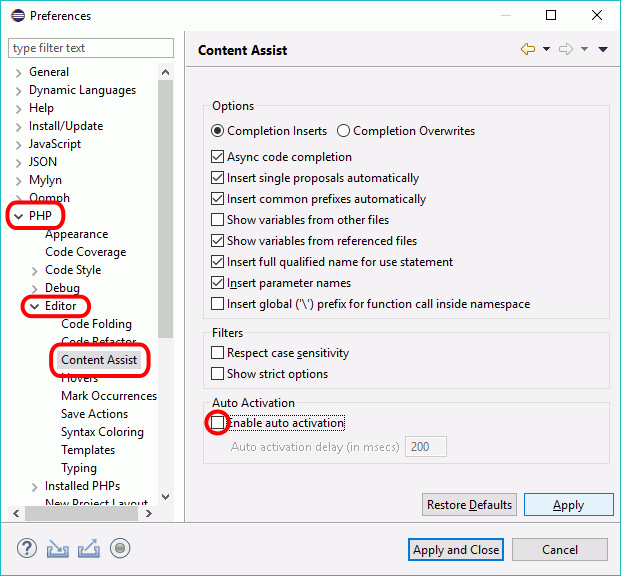 Preferences
type filter text
General
Dynamic Languages
Help
Install/Update
JavaScript
JSON
Mylyn
Oomph
PHP
Appearance
Code Coverage
Code Style
Debug
Editor
Code Folding
Code Refactor
Content Assist
Hovers
Mark Occurrences
Save Actions
Syntax Coloring
Templates
Typing
Installed PHPs
New Project Layout
Content Assist
Options
Completion Inserts Completion Overwrites
Async code completion
Insert single proposals automatically
Insert common prefixes automatically
Show variables from other files
Show variables from referenced files
Insert full qualified name for use statement
Insert parameter names
Insert global ('\') prefix for function call inside namespace
Filters
Respect case sensitivity
Show strict options
Auto Activation
Enable auto activation
Auto activation delay (in msecs) 200
Restore Defaults Apply
? Apply and Close Cancel